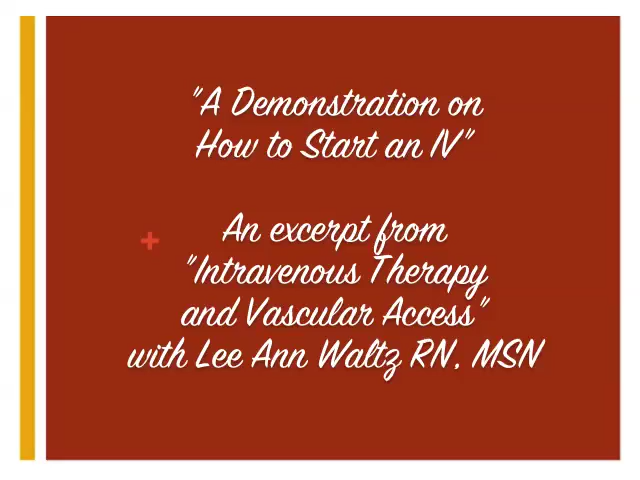 "A Demonstration on
How to Start an IV"
An excerpt from
"Intravenous Therapy
and Vascular Access"
with Lee Ann Waltz RN, MSN